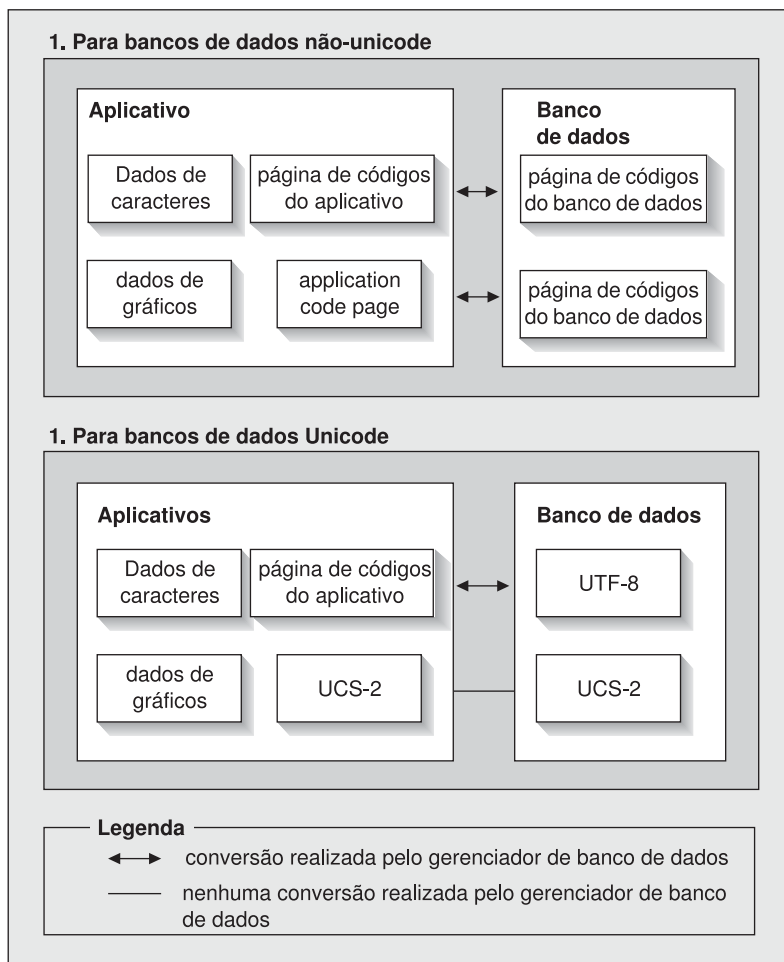 1. Para bancos de dados não-unicode
Aplicativo
Banco
de dados
Dados de
caracteres
página de códigos
do aplicativo
página de códigos
do banco de dados
dados de
gráficos
application
code page
página de códigos
do banco de dados
1. Para bancos de dados Unicode
Aplicativos
Banco de dados
Dados de
caracteres
página de códigos
do aplicativo
UTF-8
dados de
gráficos
UCS-2
UCS-2
Legenda
conversão realizada pelo gerenciador de banco de dados
nenhuma conversão realizada pelo gerenciador de banco
de dados